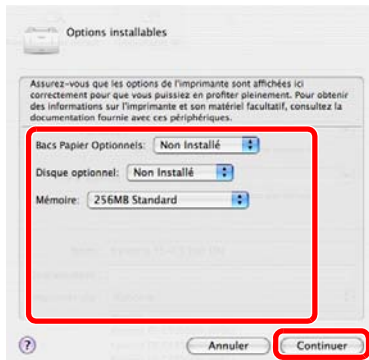 Options installables
Assurez-vous que les options de l'imprimante sont affichées ici
correctement pour que vous puissiez en profiter pleinement. Pour obtenir
des informations sur l'imprimante et son matériel facultatif, consultez la
documentation fournie avec ces périphériques.
Bacs Papier Optionnels: Non Installé
Disque optionnel: Non Installé
Mémoire: 256MB Standard
? Annuler Continuer